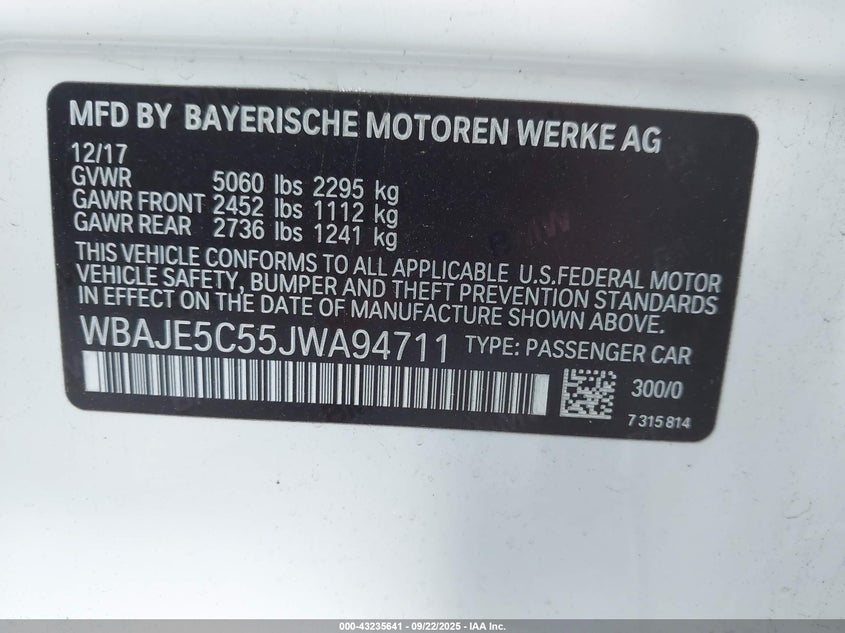 MFD BY BAYERISCHE MOTOREN WERKE AG
12/17
GVWR 5060 lbs 2295 kg
GAWR FRONT 2452 lbs 1112 kg
GAWR REAR 2736 lbs 1241 kg
THIS VEHICLE CONFORMS TO ALL APPLICABLE U.S.FEDERAL MOTOR
VEHICLE SAFETY, BUMPER AND THEFT PREVENTION STANDARDS
IN EFFECT ON THE DATE OF MANUFACTURE SHOWN ABOVE.
WBAJE5C55JWA94711 TYPE: PASSENGER CAR
300/0
7 315 814
000-43235641 - 09/22/2025 - IAA Inc.